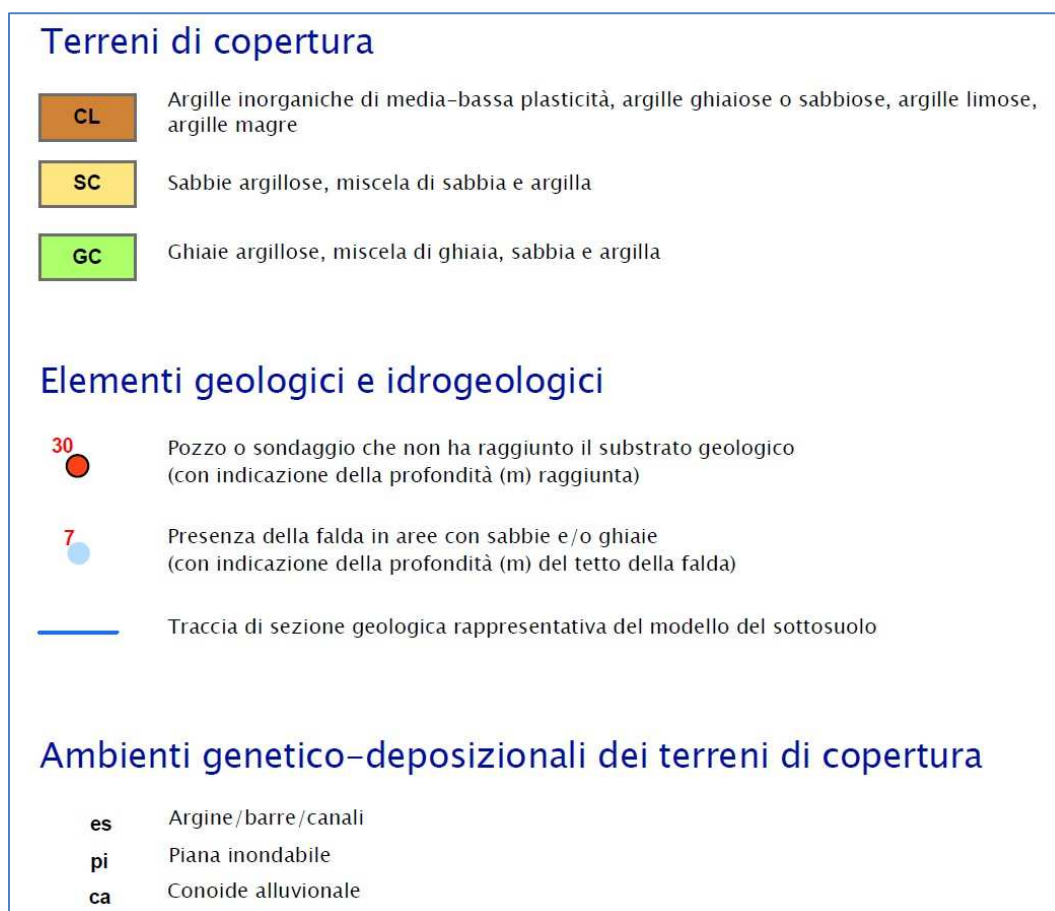 Terreni di copertura
CL
Argille inorganiche di media-bassa plasticità, argille ghiaiose o sabbiose, argille limose,
argille magre
SC
Sabbie argillose, miscela di sabbia e argilla
GC
Ghiaie argillose, miscela di ghiaia, sabbia e argilla
Elementi geologici e idrogeologici
30
Pozzo o sondaggio che non ha raggiunto il substrato geologico
(con indicazione della profondità (m) raggiunta)
7
Presenza della falda in aree con sabbie e/o ghiaie
(con indicazione della profondità (m) del tetto della falda)
Traccia di sezione geologica rappresentativa del modello del sottosuolo
Ambienti genetico-deposizionali dei terreni di copertura
es Argine/barre/canali
pi Piana inondabile
ca Conoide alluvionale